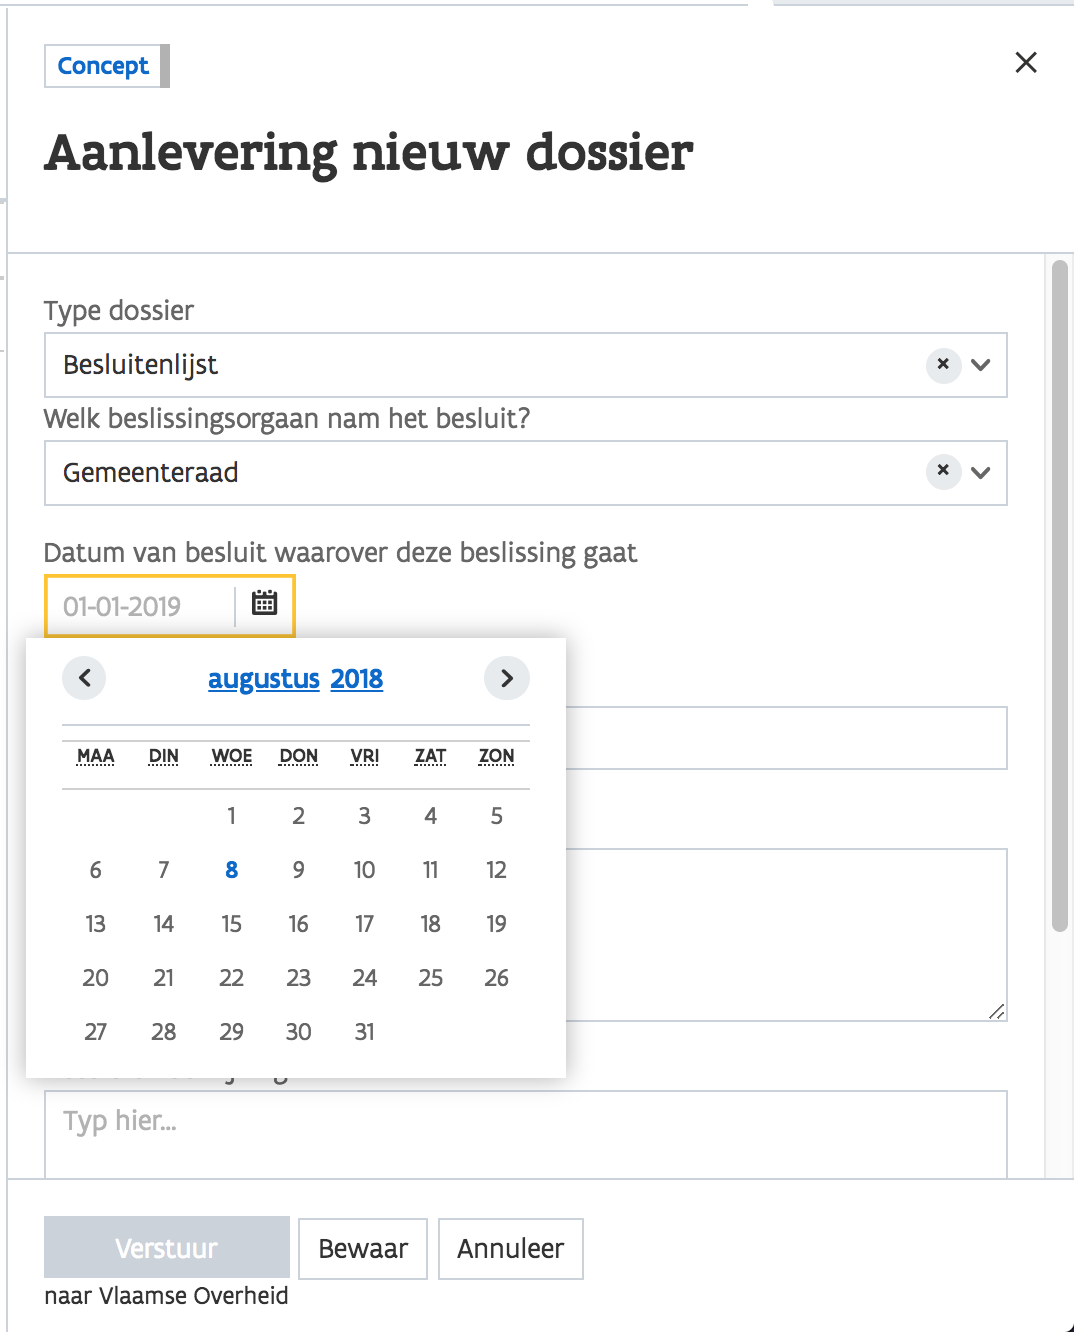 Concept
Aanlevering nieuw dossier
Type dossier
Besluitenlijst
Welk beslissingsorgaan nam het besluit?
Gemeenteraad
Datum van besluit waarover deze beslissing gaat
01-01-2019
augustus 2018
MAA DIN WOE DON VRI ZAT ZON
1 2 3 4 5
6 7 8 9 10 11 12
13 14 15 16 17 18 19
20 21 22 23 24 25 26
27 28 29 30 31
Typ hier...
Verstuur Bewaar Annuleer
naar Vlaamse Overheid